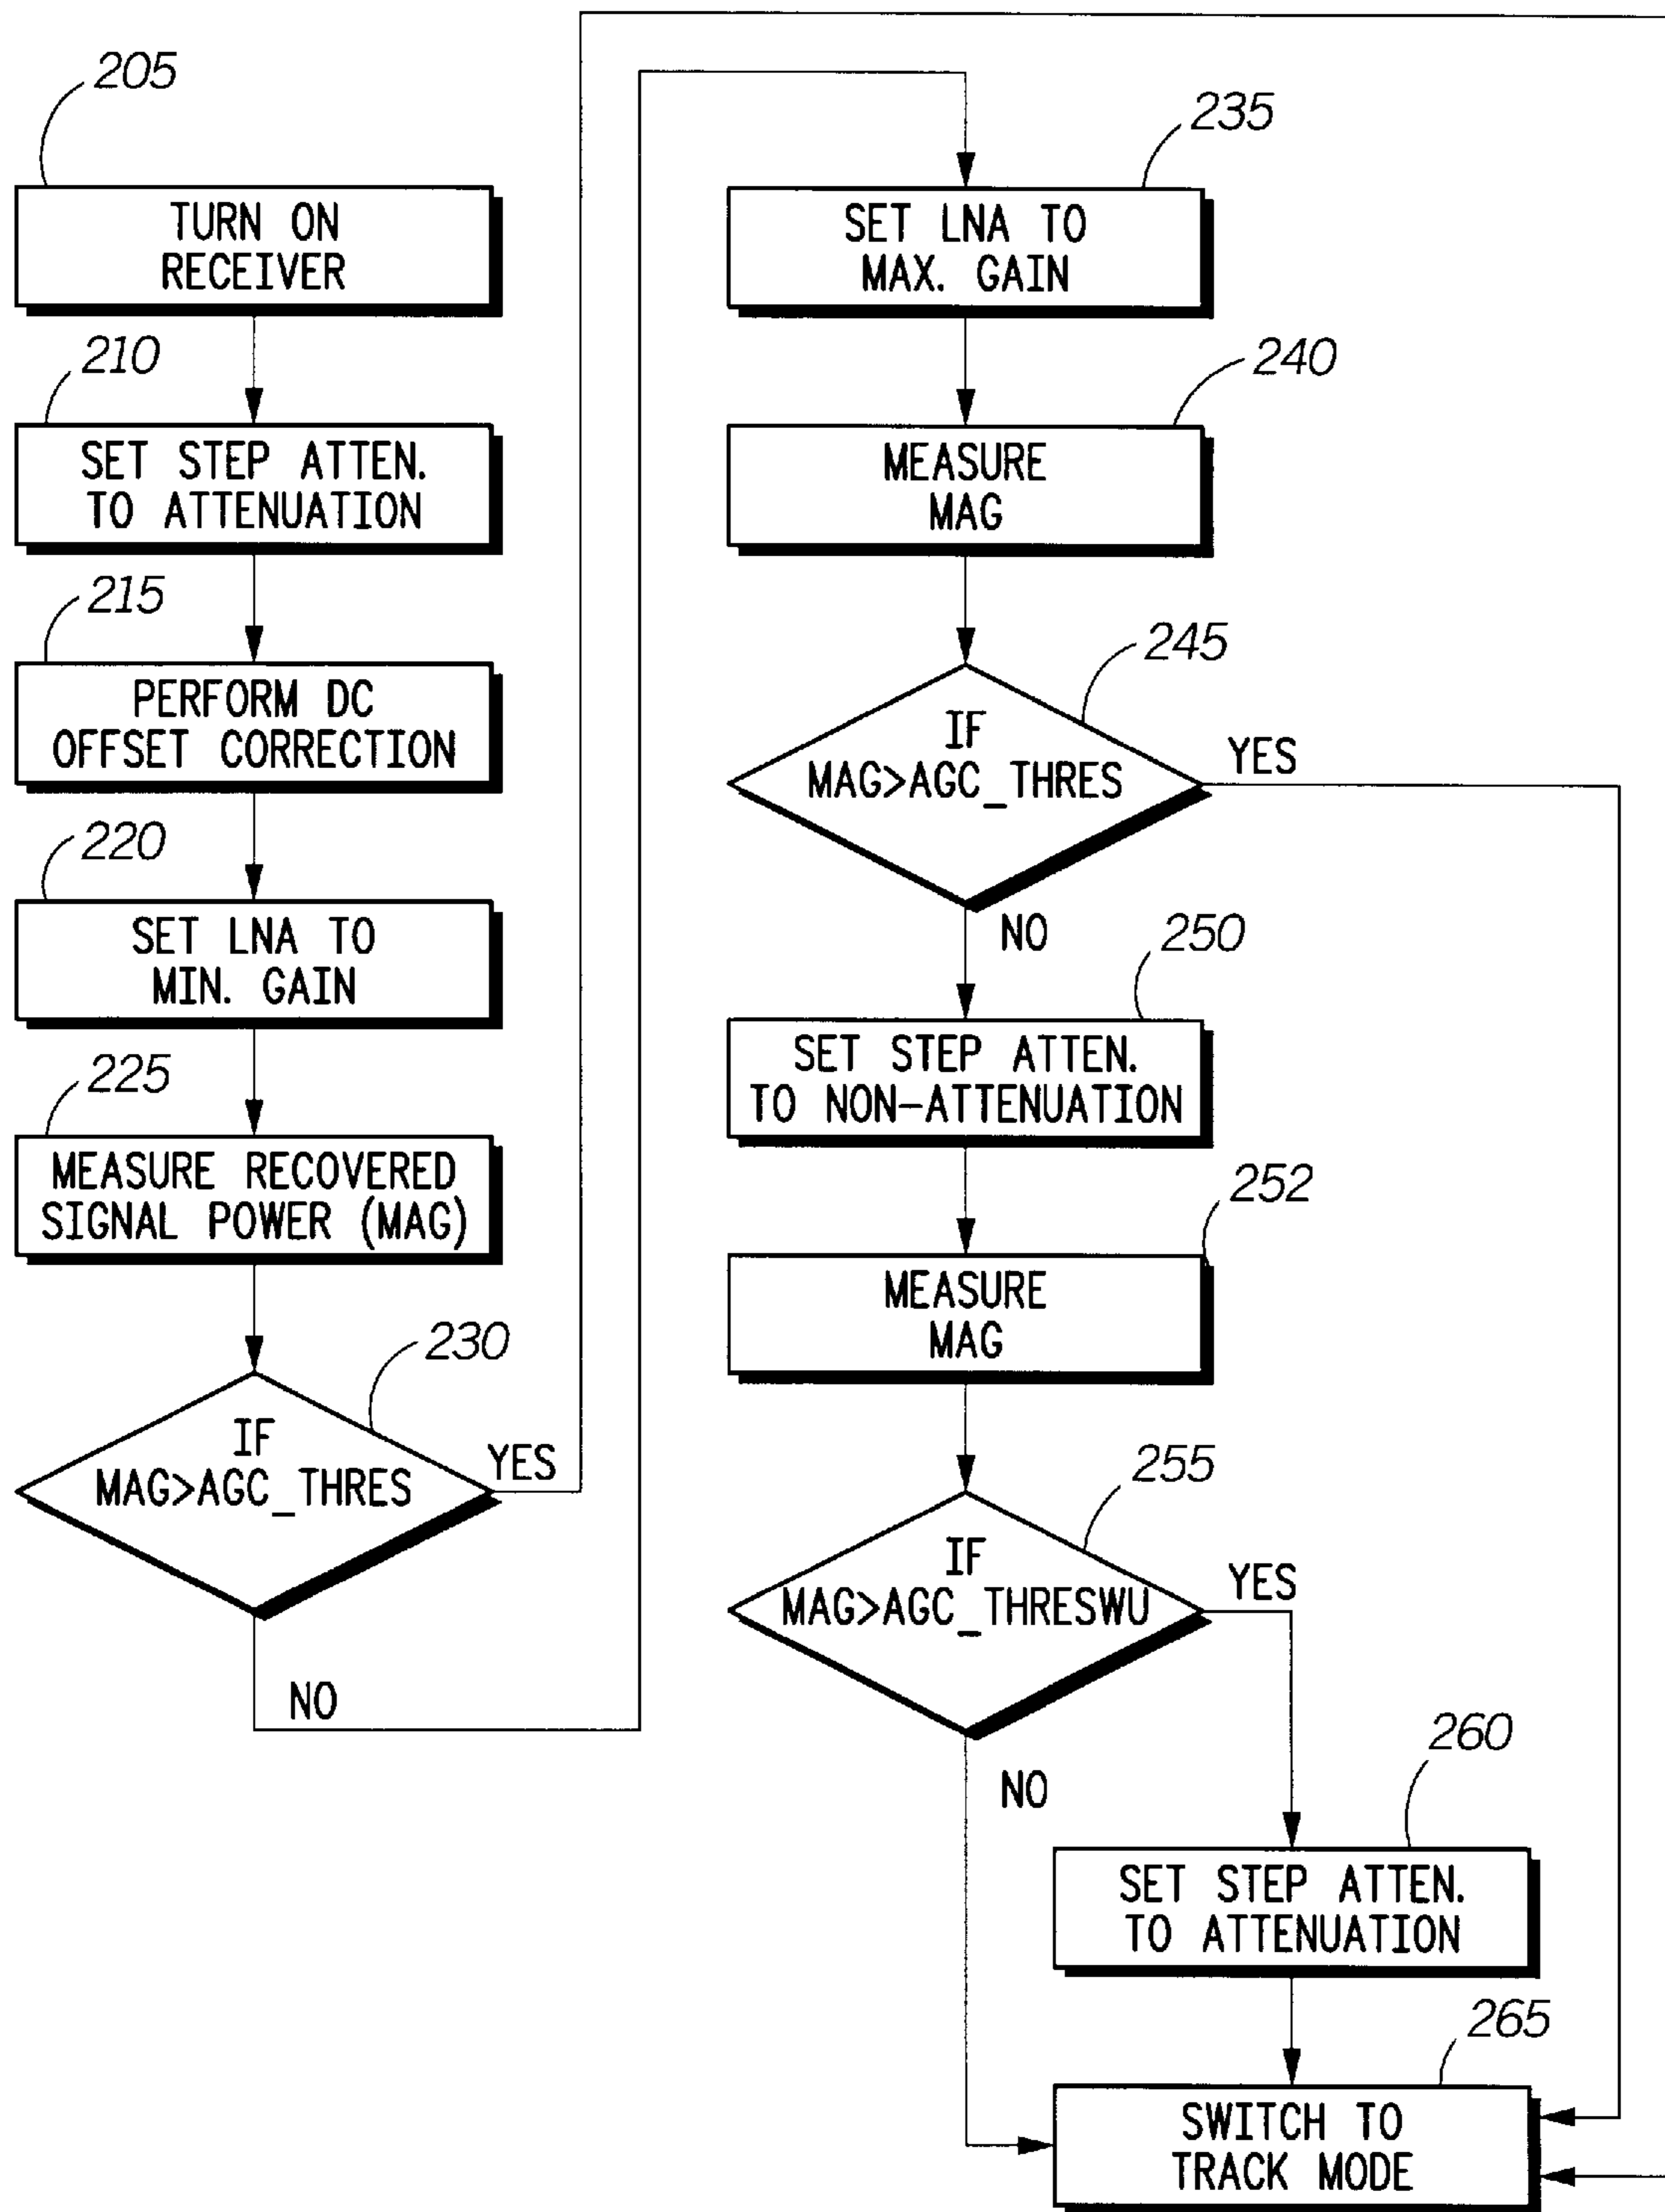 205
TURN ON
RECEIVER
210
SET STEP ATTEN.
TO ATTENUATION
215
PERFORM DC
OFFSET CORRECTION
220
SET LNA TO
MIN. GAIN
225
MEASURE RECOVERED
SIGNAL POWER (MAG)
230
IF
MAG>AGC_THRES
YES
NO
235
SET LNA TO
MAX. GAIN
240
MEASURE
MAG
245
IF
MAG>AGC_THRES
YES
NO
250
SET STEP ATTEN.
TO NON-ATTENUATION
252
MEASURE
MAG
255
IF
MAG>AGC_THRESWU
YES
NO
260
SET STEP ATTEN.
TO ATTENUATION
265
SWITCH TO
TRACK MODE